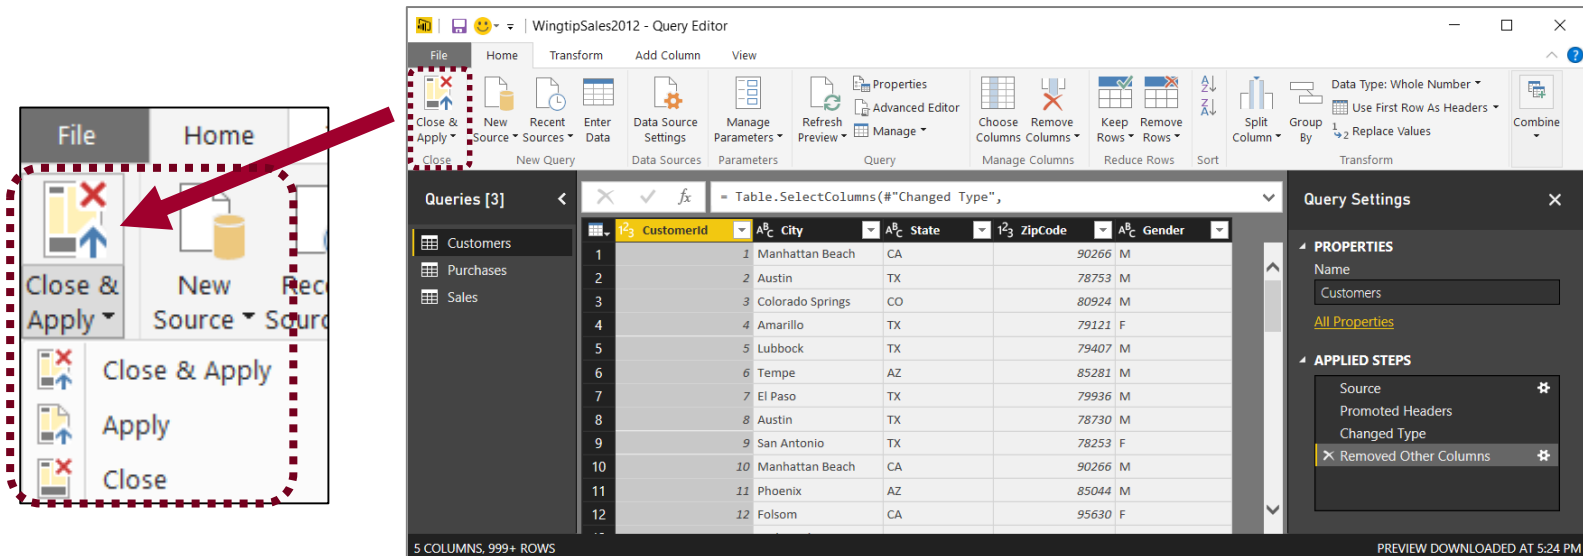 File Home
Close & Apply
New Source
Close & Apply
Apply
Close
WingtipSales2012 - Query Editor
File Home Transform Add Column View
Close & Apply
New Source
Recent Sources
Enter Data
Data Source Settings
Manage Parameters
Refresh Preview
Properties
Advanced Editor
Manage
Choose Columns
Remove Columns
Keep Rows
Remove Rows
Split Column
Group By
Data Type: Whole Number
Use First Row As Headers
Replace Values
Combine
Close New Query Data Sources Parameters Query Manage Columns Reduce Rows Sort Transform
Queries [3]
Customers
Purchases
Sales
fx = Table.SelectColumns(#"Changed Type",
CustomerId City State ZipCode Gender
1 1 Manhattan Beach CA 90266 M
2 2 Austin TX 78753 M
3 3 Colorado Springs CO 80924 M
4 4 Amarillo TX 79121 F
5 5 Lubbock TX 79407 M
6 6 Tempe AZ 85281 M
7 7 El Paso TX 79936 M
8 8 Austin TX 78730 M
9 9 San Antonio TX 78253 F
10 10 Manhattan Beach CA 90266 M
11 11 Phoenix AZ 85044 M
12 12 Folsom CA 95630 F
Query Settings
PROPERTIES
Name
Customers
All Properties
APPLIED STEPS
Source
Promoted Headers
Changed Type
Removed Other Columns
5 COLUMNS, 999+ ROWS
PREVIEW DOWNLOADED AT 5:24 PM